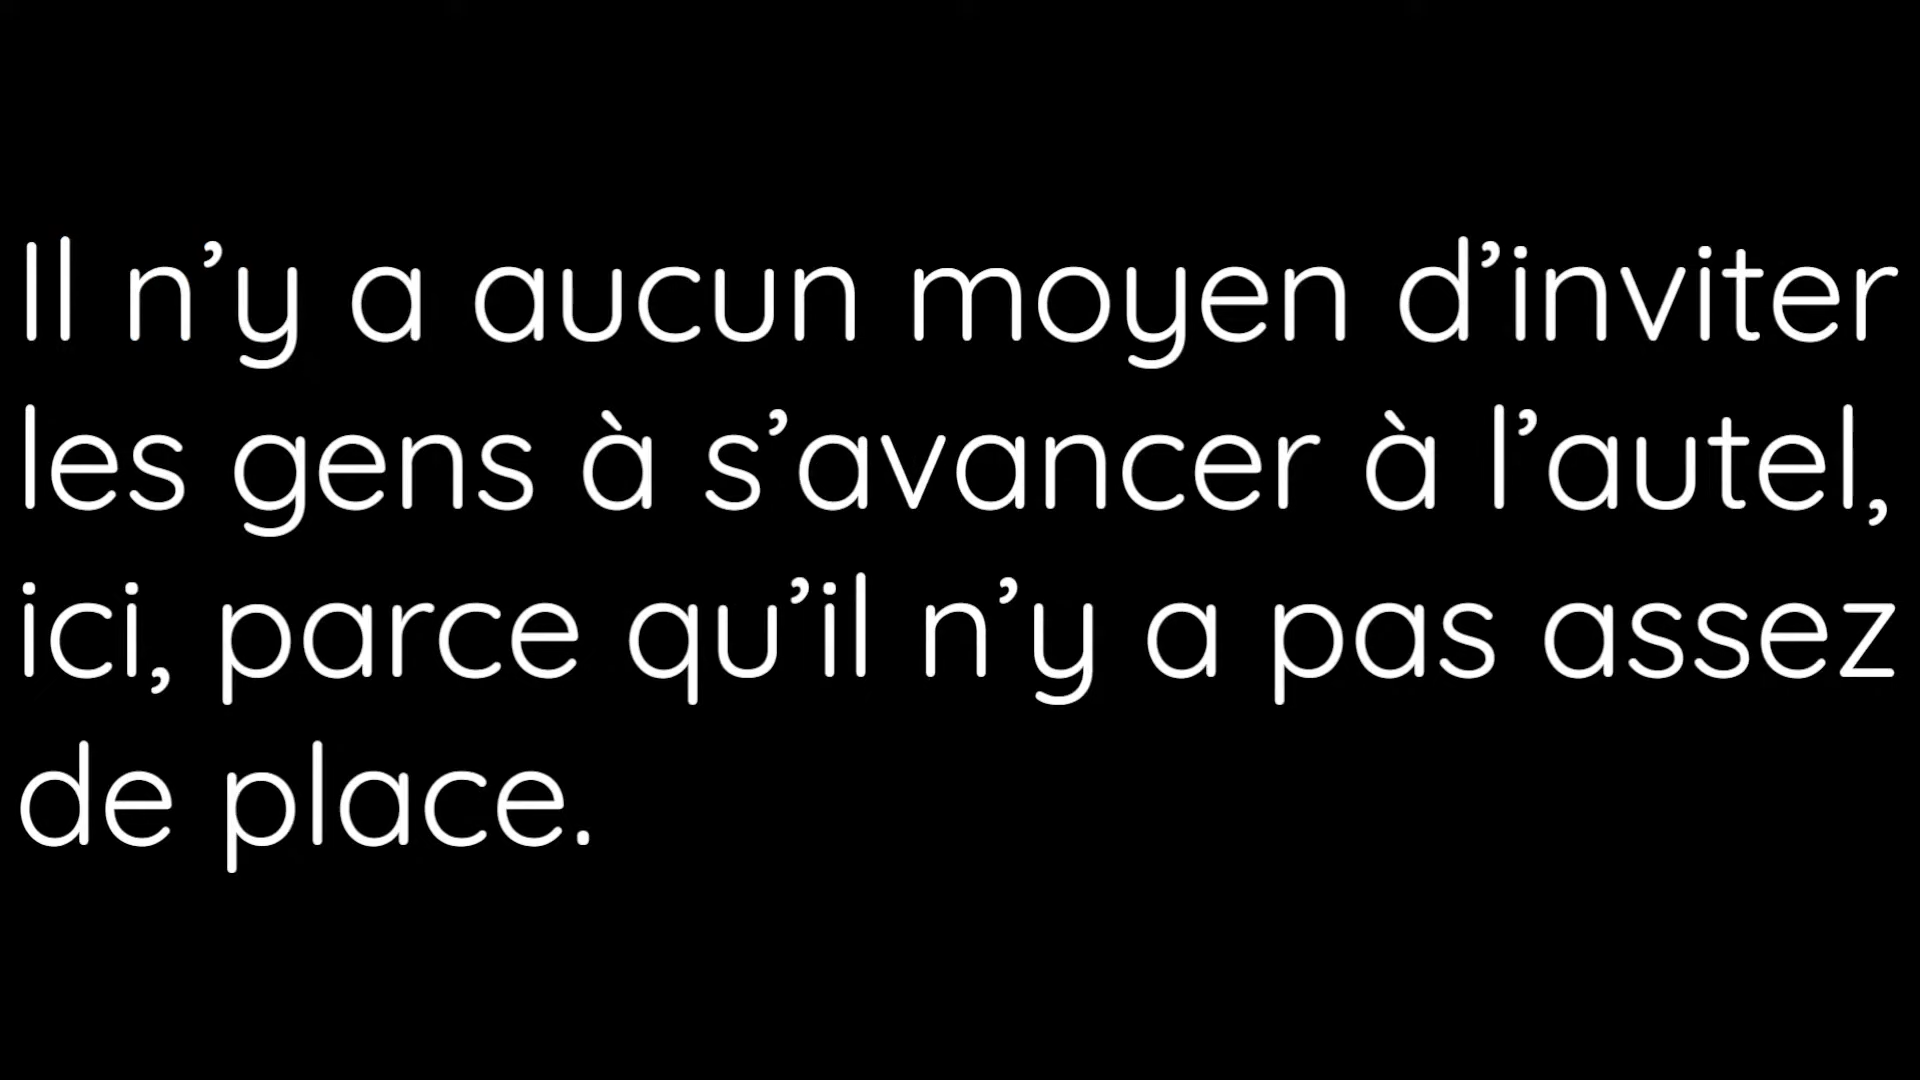 Il n’y a aucun moyen d’inviter
les gens à s’avancer à l’autel,
ici, parce qu’il n’y a pas assez
de place.